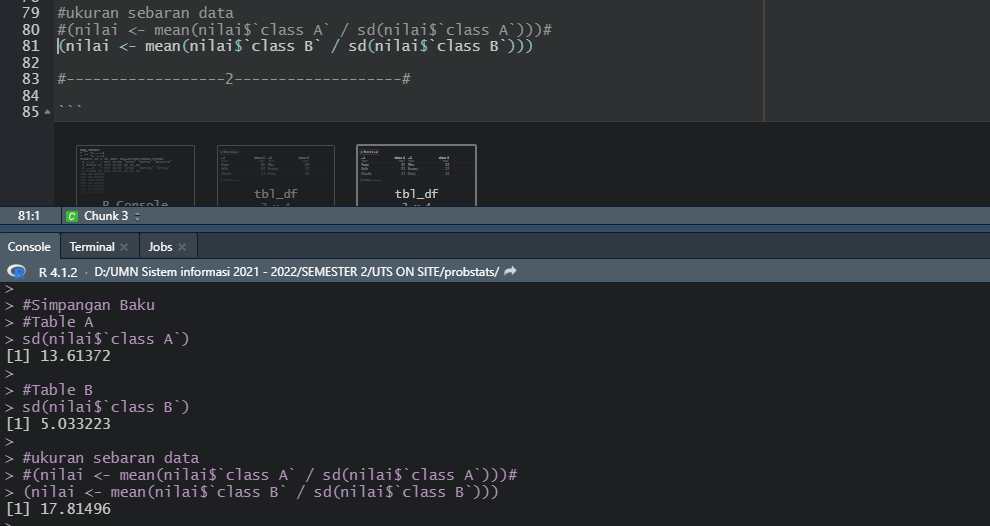 79 #ukuran sebaran data
80 #(nilai <- mean(nilai$`class A` / sd(nilai$`class A`)))#
81 (nilai <- mean(nilai$`class B` / sd(nilai$`class B`)))
82
83 #------------------2-------------------#
84
85 ```
R Console
tbl_df
tbl_df
81:1 C Chunk 3
Console Terminal Jobs
R 4.1.2 · D:/UMN Sistem informasi 2021 - 2022/SEMESTER 2/UTS ON SITE/probstats/
>
> #Simpangan Baku
> #Table A
> sd(nilai$`class A`)
[1] 13.61372
>
> #Table B
> sd(nilai$`class B`)
[1] 5.033223
>
> #ukuran sebaran data
> #(nilai <- mean(nilai$`class A` / sd(nilai$`class A`)))#
> (nilai <- mean(nilai$`class B` / sd(nilai$`class B`)))
[1] 17.81496
>